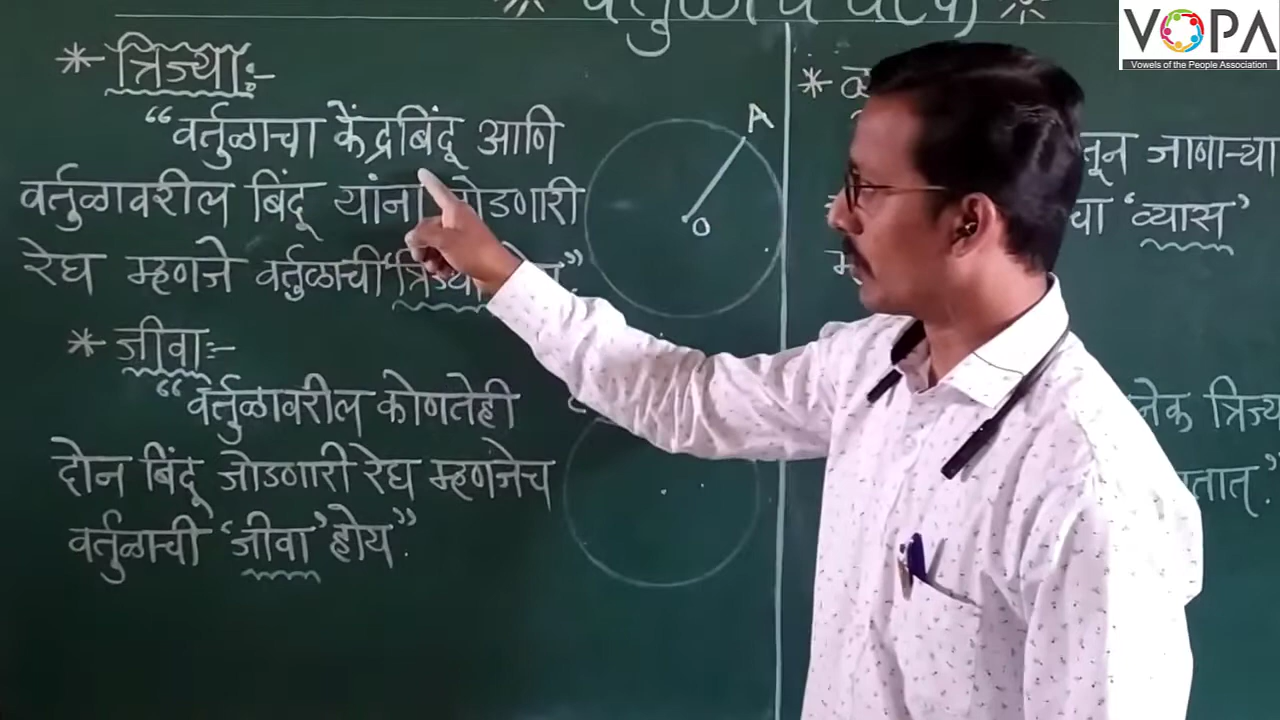 * त्रिज्या:-
“वर्तुळाचा केंद्रबिंदू आणि
वर्तुळावरील बिंदू यांना जोडणारी
रेघ म्हणजे वर्तुळाची ‘त्रिज्या
* जीवा:-
“वर्तुळावरील कोणतेही
दोन बिंदू जोडणारी रेघ म्हणजेच
वर्तुळाची ‘जीवा’ होय”.
A
O
*
तून जाणाऱ्या
चा ‘व्यास’
नेक त्रिज्य
तात.”
VOPA
Vowels of the People Association